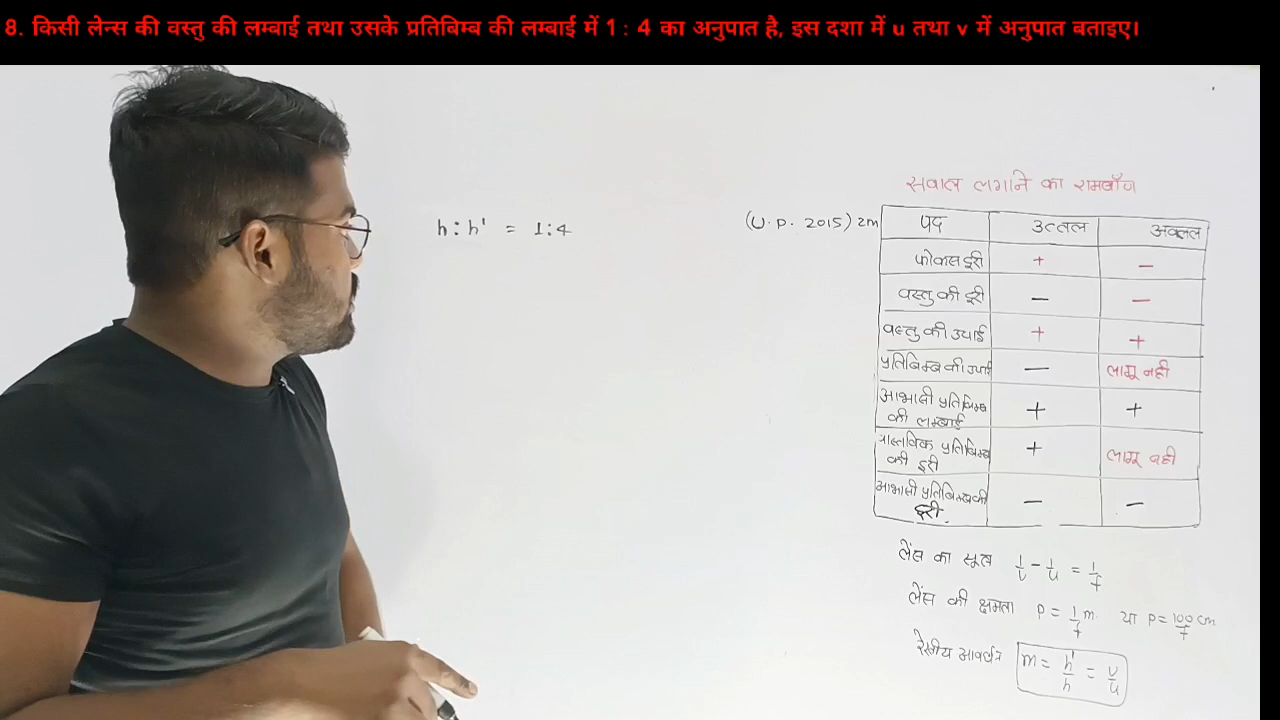 8. किसी लेन्स की वस्तु की लम्बाई तथा उसके प्रतिबिम्ब की लम्बाई में 1 : 4 का अनुपात है, इस दशा में u तथा v में अनुपात बताइए।
h : h' = 1:4
(U.P. 2015) 2m
सवाल लगाने का रामबाँण
पद उत्तल अवतल
फोकस दूरी + −
वस्तु की दूरी − −
वस्तु की उचाई + +
प्रतिबिम्ब की − लागू नही
आभासी प्रतिबिम्ब की लम्बाई + +
वास्तविक प्रतिबिम्ब की दूरी + लागू नही
आभासी प्रतिबिम्ब की दूरी. − −
लेंस का सूत्र 1/v − 1/u = 1/f
लेंस की क्षमता P = 1/f m. या P = 100/f cm
रेखीय आवर्धन m = h'/h = v/u